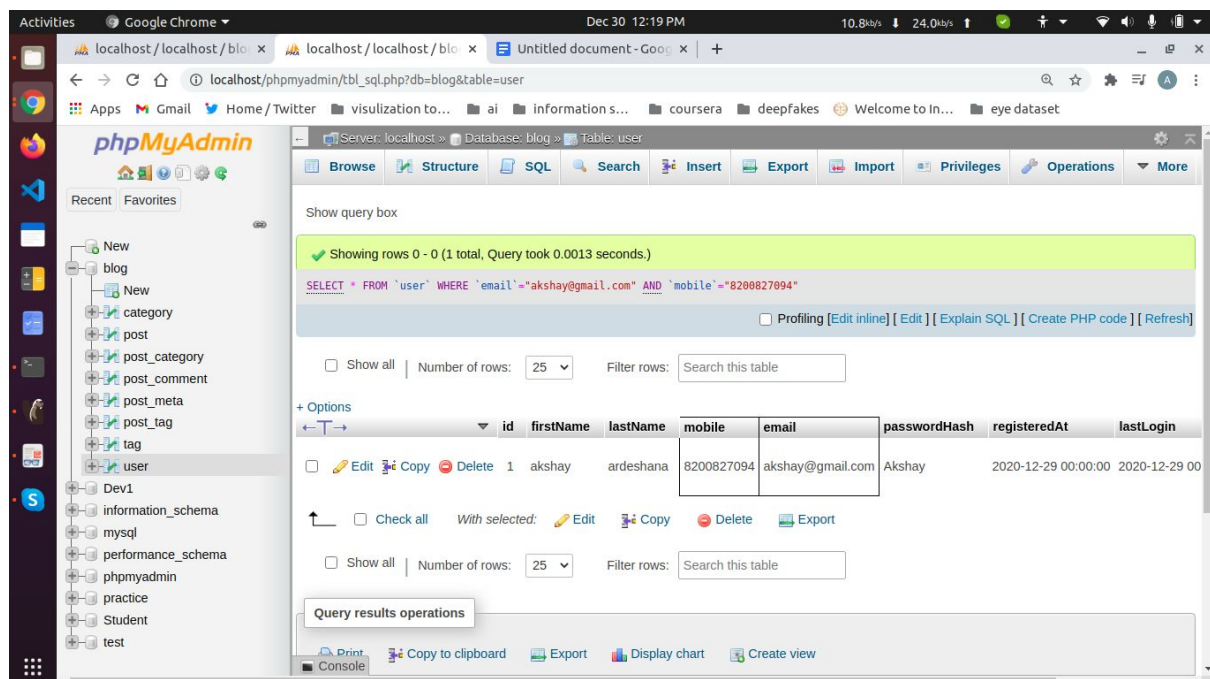 Activities Google Chrome Dec 30 12:19 PM 10.8kb/s ⬇ 24.0kb/s ⬆
localhost / localhost / blo × localhost / localhost / blo × Untitled document - Goog × +
localhost/phpmyadmin/tbl_sql.php?db=blog&table=user A
Apps Gmail Home / Twitter visulization to... ai information s... coursera deepfakes Welcome to In... eye dataset
phpMyAdmin
Recent Favorites
New
blog
New
category
post
post_category
post_comment
post_meta
post_tag
tag
user
Dev1
information_schema
mysql
performance_schema
phpmyadmin
practice
Student
test
Server: localhost » Database: blog » Table: user
Browse Structure SQL Search Insert Export Import Privileges Operations More
Show query box
Showing rows 0 - 0 (1 total, Query took 0.0013 seconds.)
SELECT * FROM `user` WHERE `email`="akshay@gmail.com" AND `mobile`="8200827094"
Profiling [Edit inline] [ Edit ] [ Explain SQL ] [ Create PHP code ] [ Refresh]
Show all | Number of rows: 25 Filter rows: Search this table
+ Options
←T→ id firstName lastName mobile email passwordHash registeredAt lastLogin
Edit Copy Delete 1 akshay ardeshana 8200827094 akshay@gmail.com Akshay 2020-12-29 00:00:00 2020-12-29 00
Check all With selected: Edit Copy Delete Export
Show all | Number of rows: 25 Filter rows: Search this table
Query results operations
Print Copy to clipboard Export Display chart Create view
Console